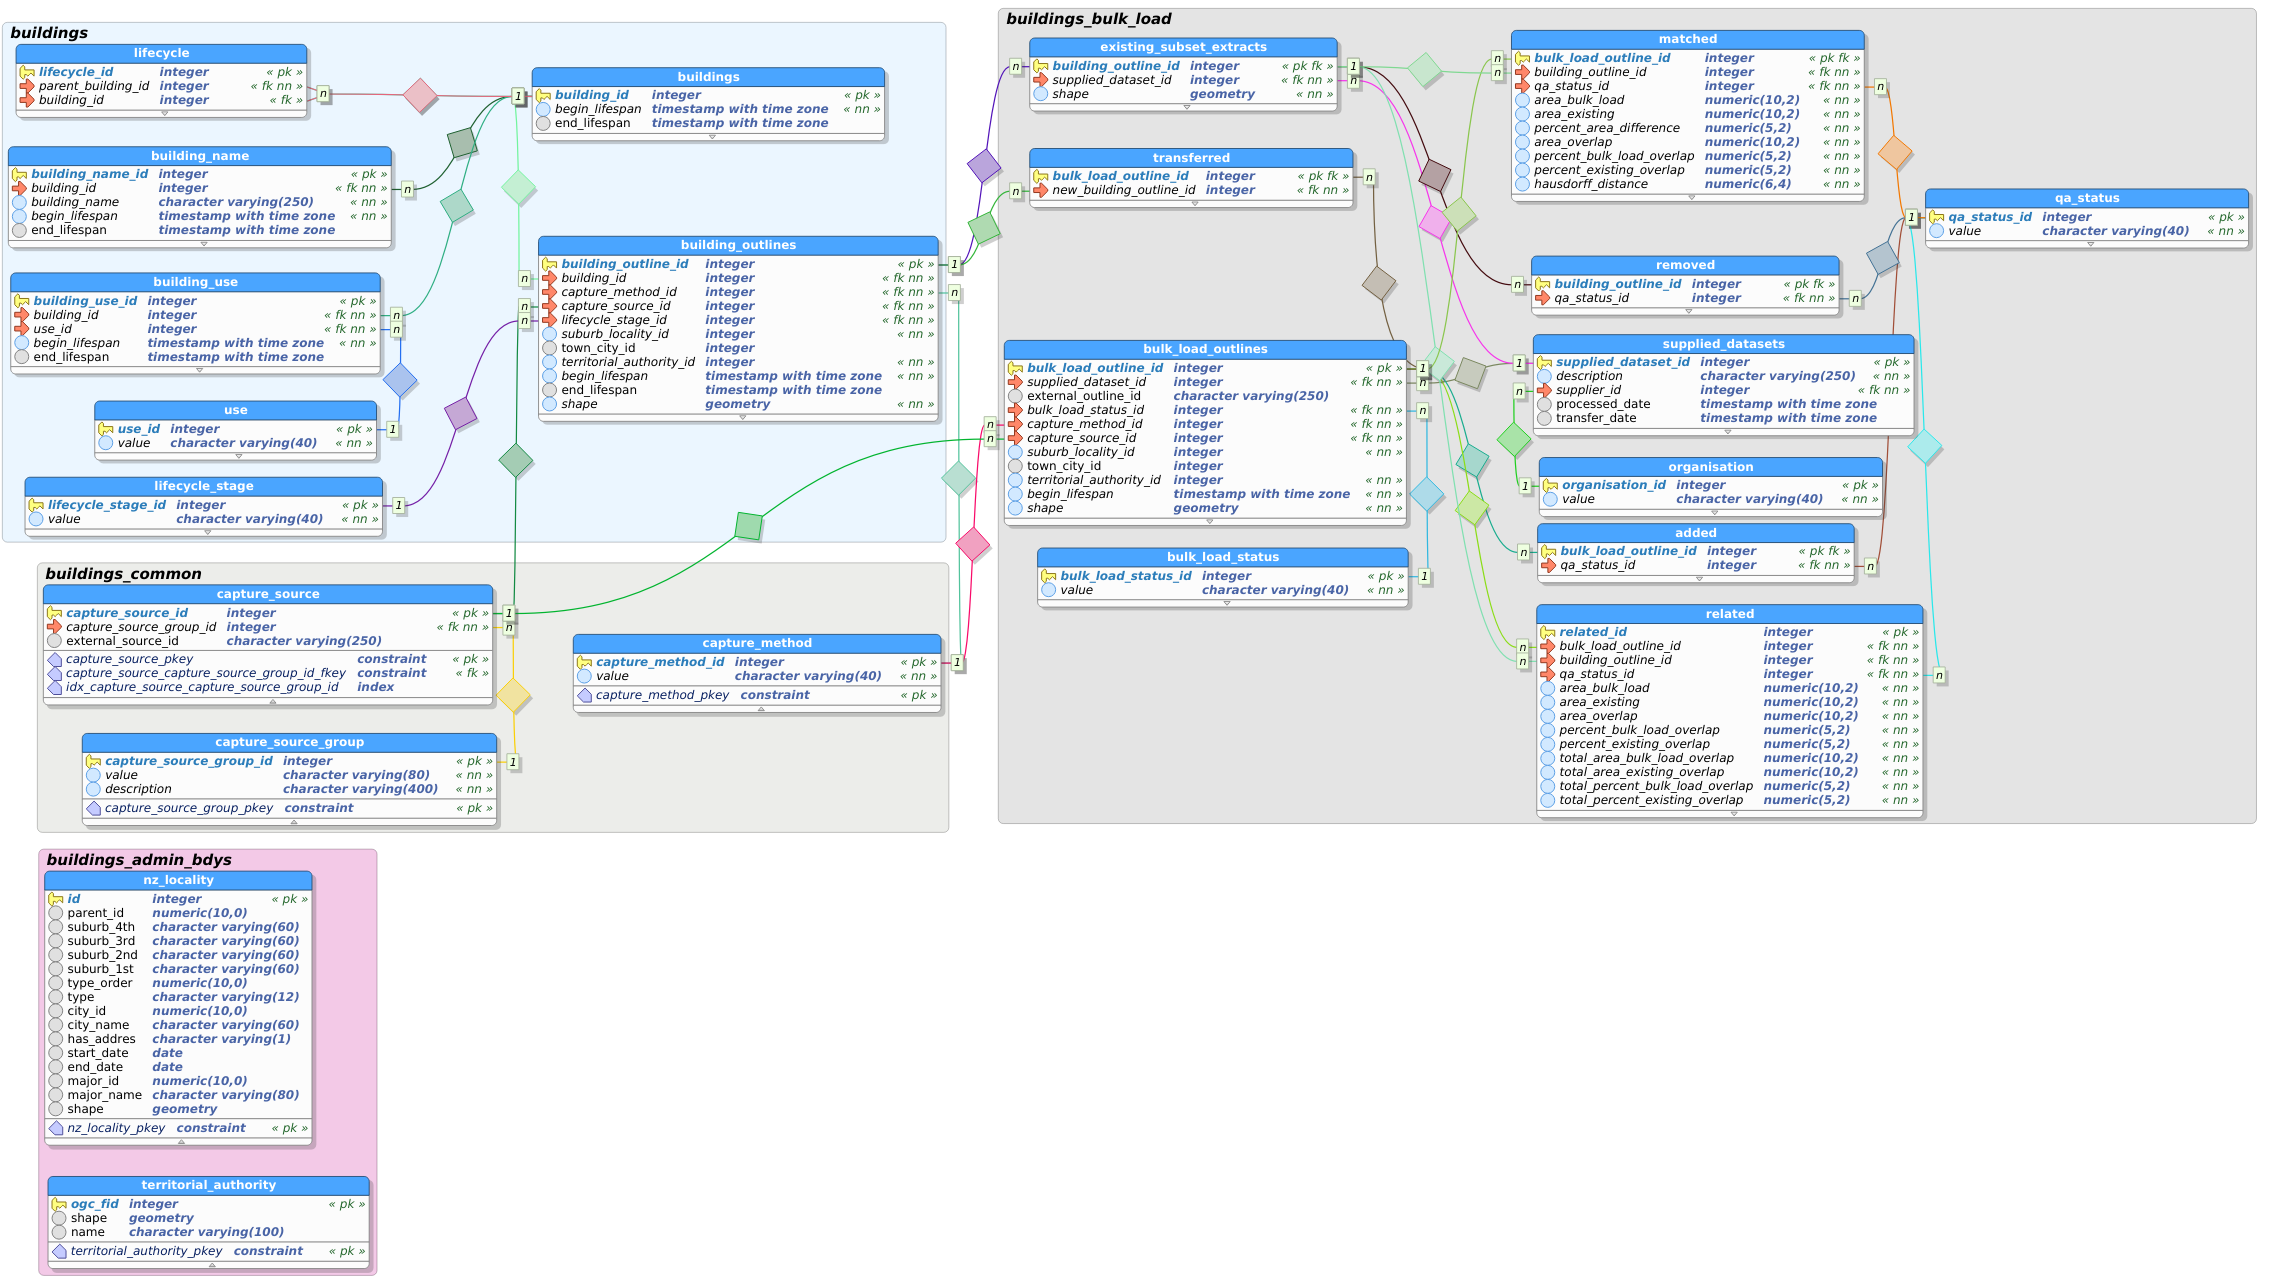 buildings
lifecycle
lifecycle_id integer « pk »
parent_building_id integer « fk nn »
building_id integer « fk »
n
1
buildings
building_id integer « pk »
begin_lifespan timestamp with time zone « nn »
end_lifespan timestamp with time zone
building_name
building_name_id integer « pk »
building_id integer « fk nn »
building_name character varying(250) « nn »
begin_lifespan timestamp with time zone « nn »
end_lifespan timestamp with time zone
n
building_use
building_use_id integer « pk »
building_id integer « fk nn »
use_id integer « fk nn »
begin_lifespan timestamp with time zone « nn »
end_lifespan timestamp with time zone
n
n
use
use_id integer « pk »
value character varying(40) « nn »
1
lifecycle_stage
lifecycle_stage_id integer « pk »
value character varying(40) « nn »
1
building_outlines
building_outline_id integer « pk »
building_id integer « fk nn »
capture_method_id integer « fk nn »
capture_source_id integer « fk nn »
lifecycle_stage_id integer « fk nn »
suburb_locality_id integer « nn »
town_city_id integer
territorial_authority_id integer « nn »
begin_lifespan timestamp with time zone « nn »
end_lifespan timestamp with time zone
shape geometry « nn »
n
n
n
1
n
buildings_common
capture_source
capture_source_id integer « pk »
capture_source_group_id integer « fk nn »
external_source_id character varying(250)
capture_source_pkey constraint « pk »
capture_source_capture_source_group_id_fkey constraint « fk »
idx_capture_source_capture_source_group_id index
1
n
capture_method
capture_method_id integer « pk »
value character varying(40) « nn »
capture_method_pkey constraint « pk »
1
capture_source_group
capture_source_group_id integer « pk »
value character varying(80) « nn »
description character varying(400) « nn »
capture_source_group_pkey constraint « pk »
1
buildings_bulk_load
existing_subset_extracts
building_outline_id integer « pk fk »
supplied_dataset_id integer « fk nn »
shape geometry « nn »
n
1
n
transferred
bulk_load_outline_id integer « pk fk »
new_building_outline_id integer « fk nn »
n
n
bulk_load_outlines
bulk_load_outline_id integer « pk »
supplied_dataset_id integer « fk nn »
external_outline_id character varying(250)
bulk_load_status_id integer « fk nn »
capture_method_id integer « fk nn »
capture_source_id integer « fk nn »
suburb_locality_id integer « nn »
town_city_id integer
territorial_authority_id integer « nn »
begin_lifespan timestamp with time zone « nn »
shape geometry « nn »
n
n
1
n
n
bulk_load_status
bulk_load_status_id integer « pk »
value character varying(40) « nn »
1
matched
bulk_load_outline_id integer « pk fk »
building_outline_id integer « fk nn »
qa_status_id integer « fk nn »
area_bulk_load numeric(10,2) « nn »
area_existing numeric(10,2) « nn »
percent_area_difference numeric(5,2) « nn »
area_overlap numeric(10,2) « nn »
percent_bulk_load_overlap numeric(5,2) « nn »
percent_existing_overlap numeric(5,2) « nn »
hausdorff_distance numeric(6,4) « nn »
n
n
n
qa_status
qa_status_id integer « pk »
value character varying(40) « nn »
1
removed
building_outline_id integer « pk fk »
qa_status_id integer « fk nn »
n
n
supplied_datasets
supplied_dataset_id integer « pk »
description character varying(250) « nn »
supplier_id integer « fk nn »
processed_date timestamp with time zone
transfer_date timestamp with time zone
1
n
organisation
organisation_id integer « pk »
value character varying(40) « nn »
1
added
bulk_load_outline_id integer « pk fk »
qa_status_id integer « fk nn »
n
n
related
related_id integer « pk »
bulk_load_outline_id integer « fk nn »
building_outline_id integer « fk nn »
qa_status_id integer « fk nn »
area_bulk_load numeric(10,2) « nn »
area_existing numeric(10,2) « nn »
area_overlap numeric(10,2) « nn »
percent_bulk_load_overlap numeric(5,2) « nn »
percent_existing_overlap numeric(5,2) « nn »
total_area_bulk_load_overlap numeric(10,2) « nn »
total_area_existing_overlap numeric(10,2) « nn »
total_percent_bulk_load_overlap numeric(5,2) « nn »
total_percent_existing_overlap numeric(5,2) « nn »
n
n
n
buildings_admin_bdys
nz_locality
id integer « pk »
parent_id numeric(10,0)
suburb_4th character varying(60)
suburb_3rd character varying(60)
suburb_2nd character varying(60)
suburb_1st character varying(60)
type_order numeric(10,0)
type character varying(12)
city_id numeric(10,0)
city_name character varying(60)
has_addres character varying(1)
start_date date
end_date date
major_id numeric(10,0)
major_name character varying(80)
shape geometry
nz_locality_pkey constraint « pk »
territorial_authority
ogc_fid integer « pk »
shape geometry
name character varying(100)
territorial_authority_pkey constraint « pk »